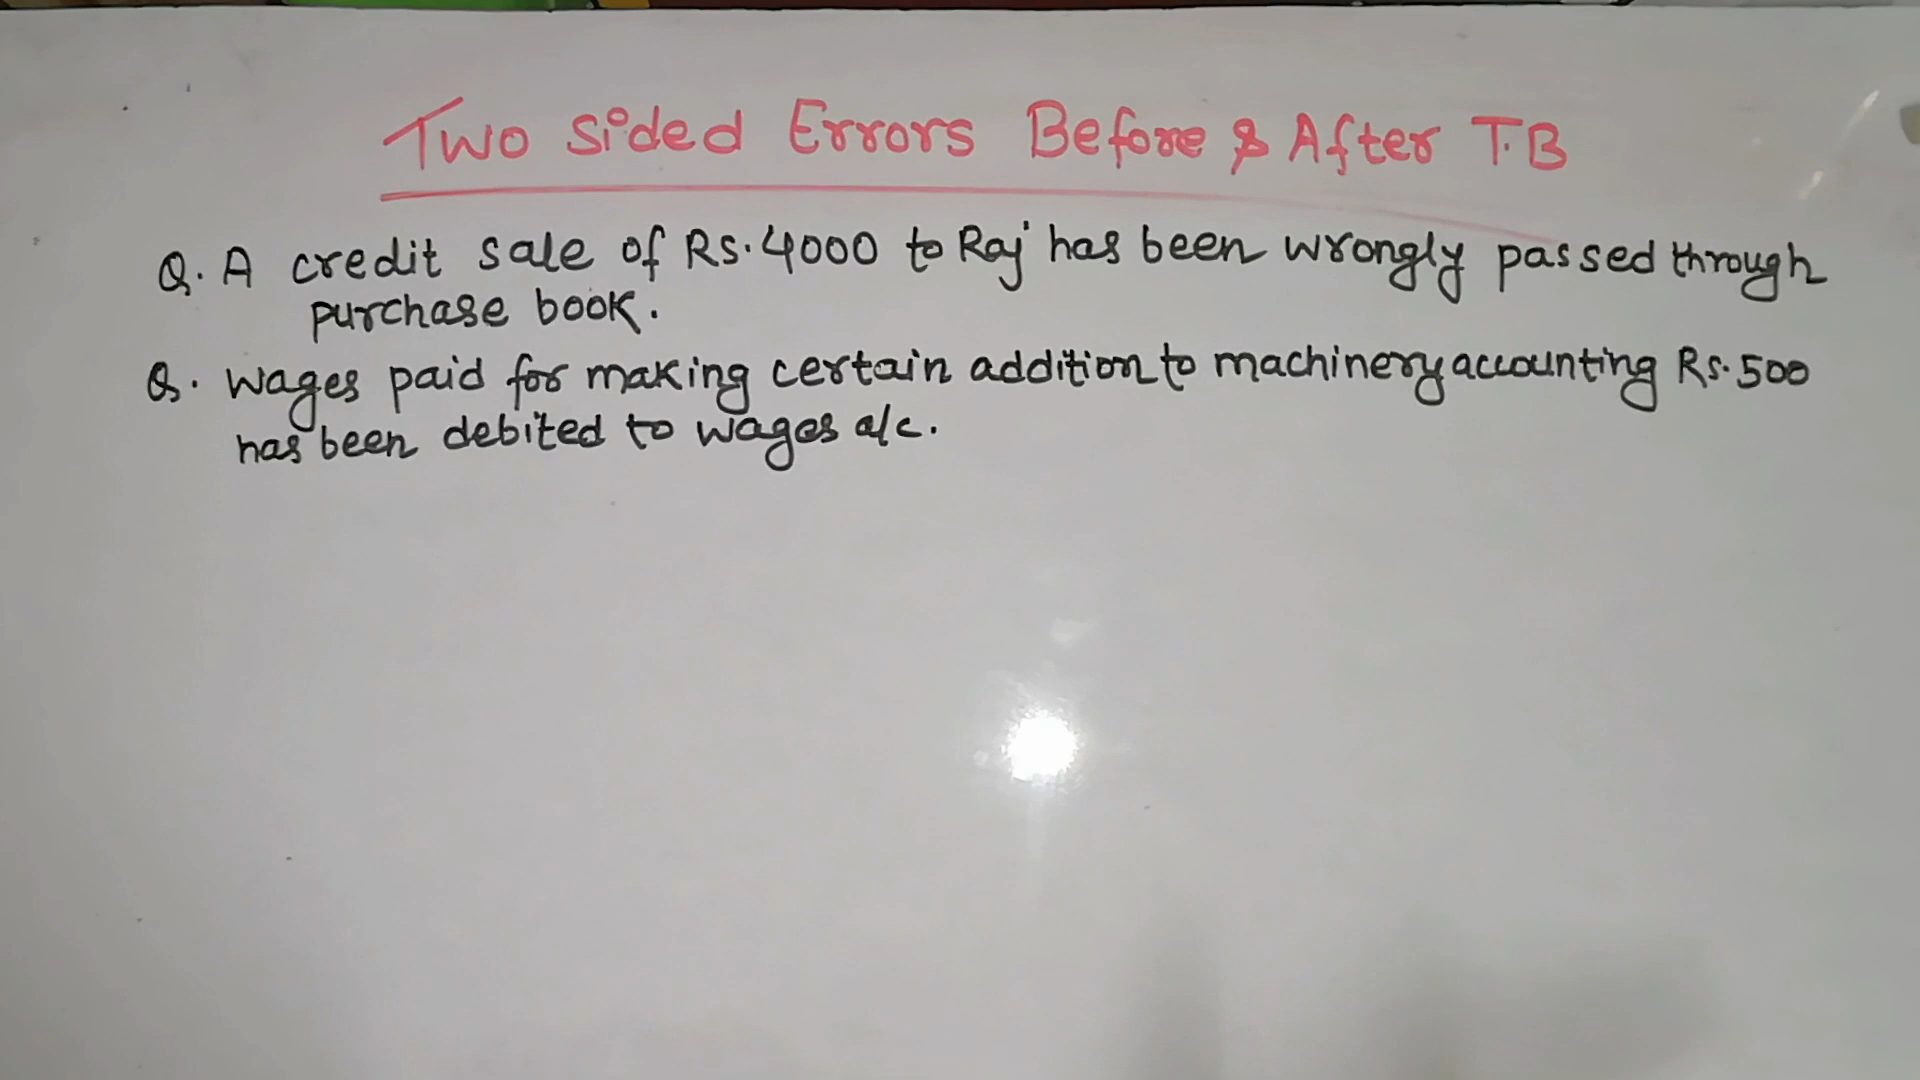 Two Sided Errors Before & After T.B
Q. A credit sale of Rs. 4000 to Raj has been wrongly passed through
purchase book.
Q. Wages paid for making certain addition to machinery accounting Rs. 500
has been debited to wages a/c.